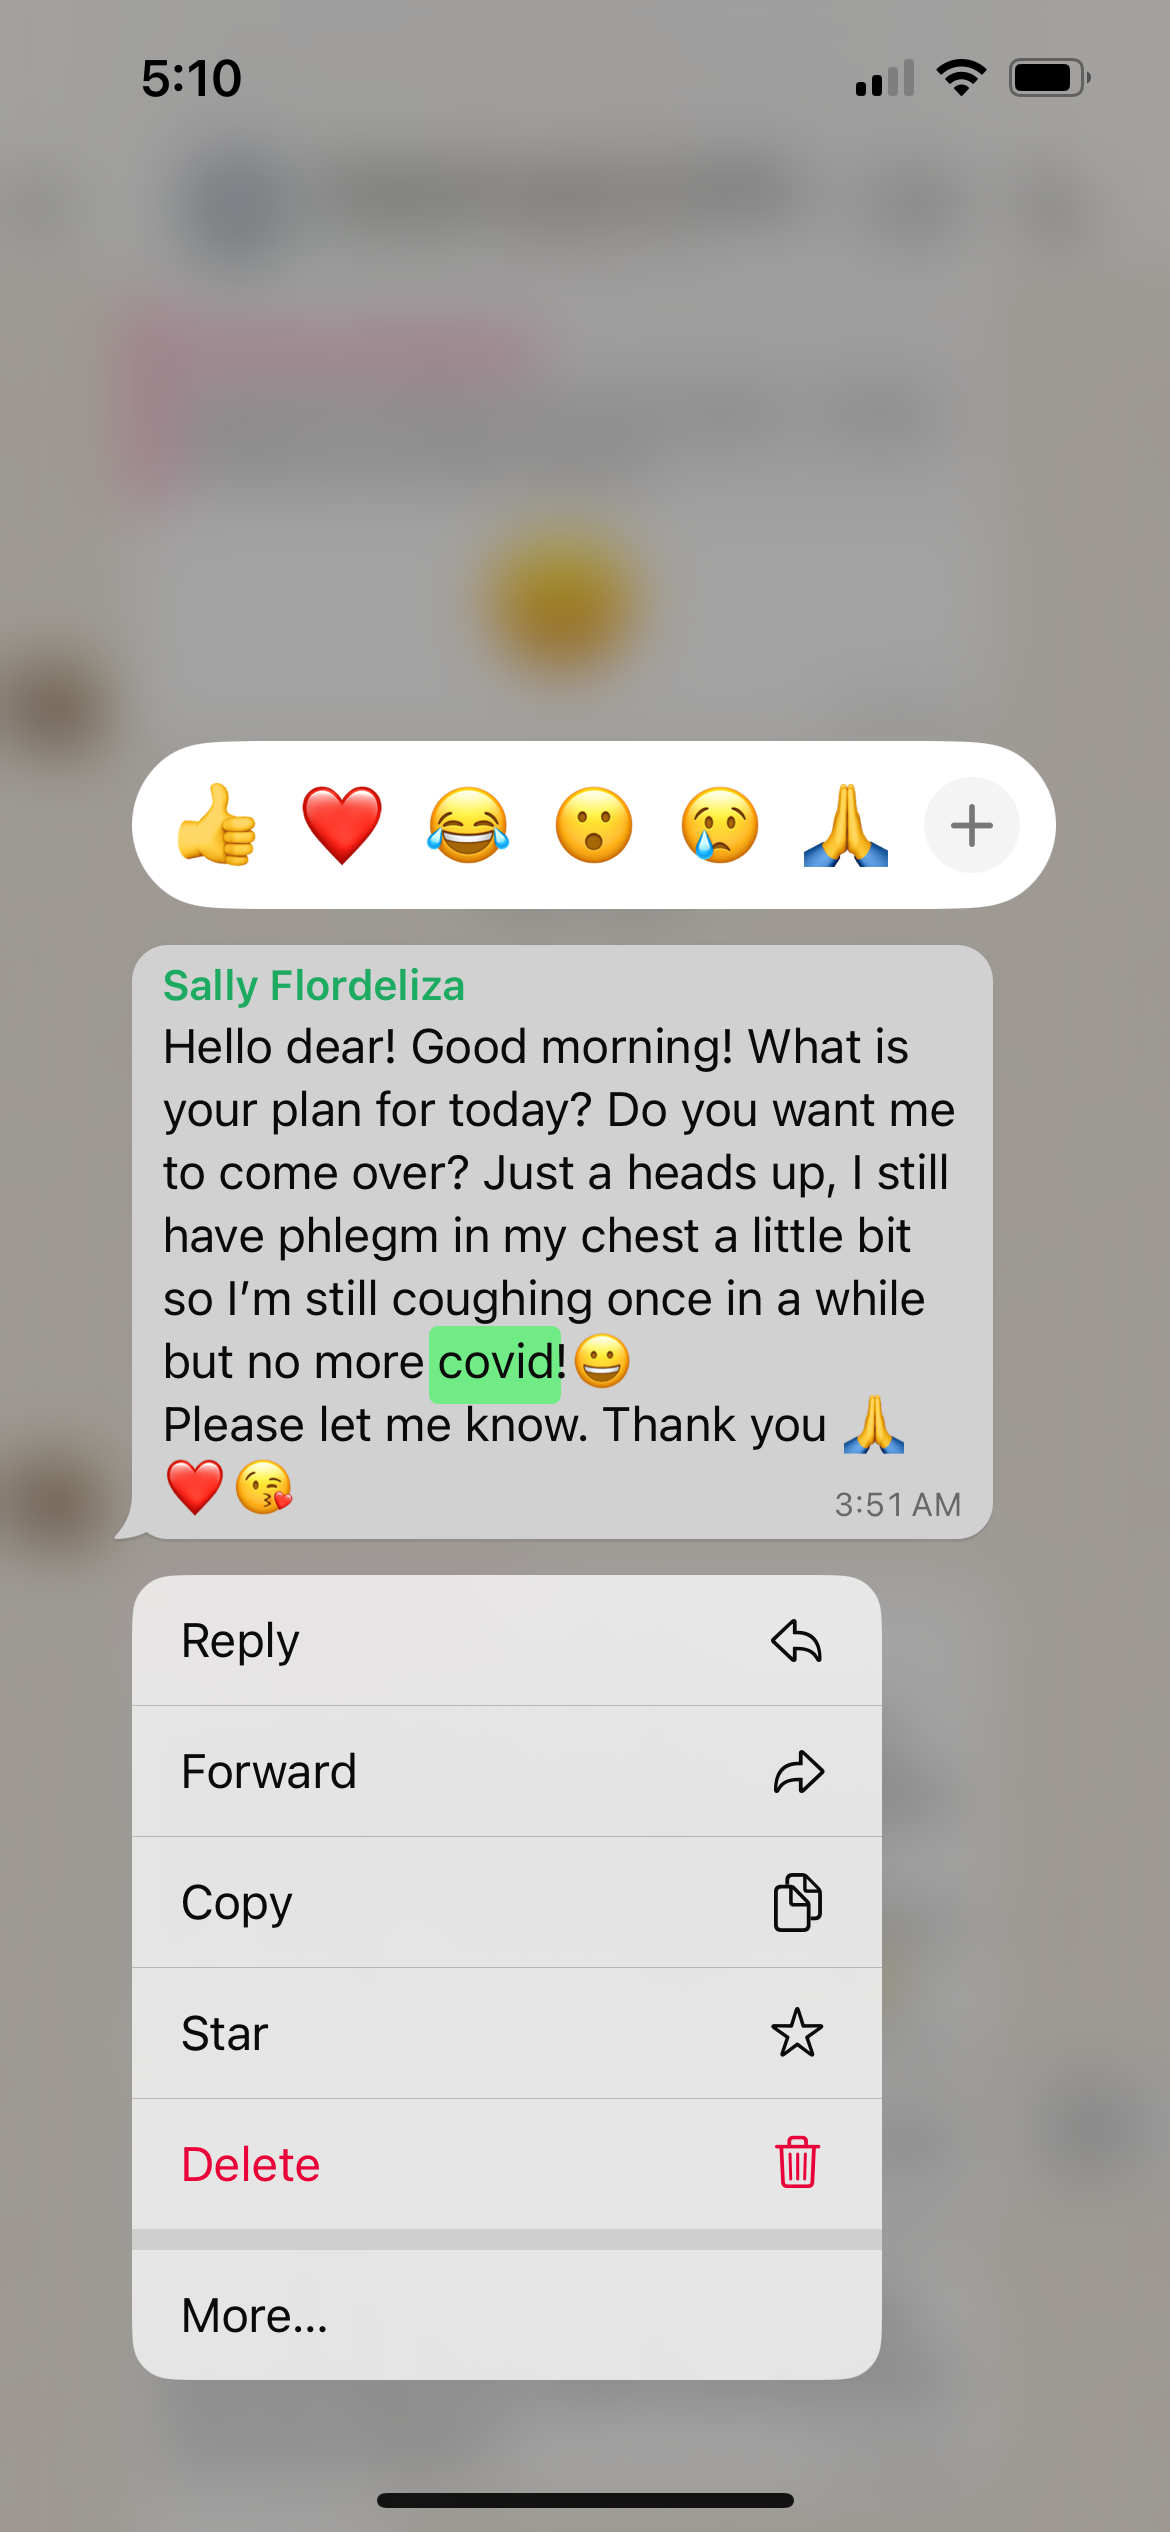 5:10
Sally Flordeliza
Hello dear! Good morning! What is
your plan for today? Do you want me
to come over? Just a heads up, I still
have phlegm in my chest a little bit
so I’m still coughing once in a while
but no more covid!😀
Please let me know. Thank you 🙏
❤️😘
3:51 AM
Reply
Forward
Copy
Star
Delete
More...